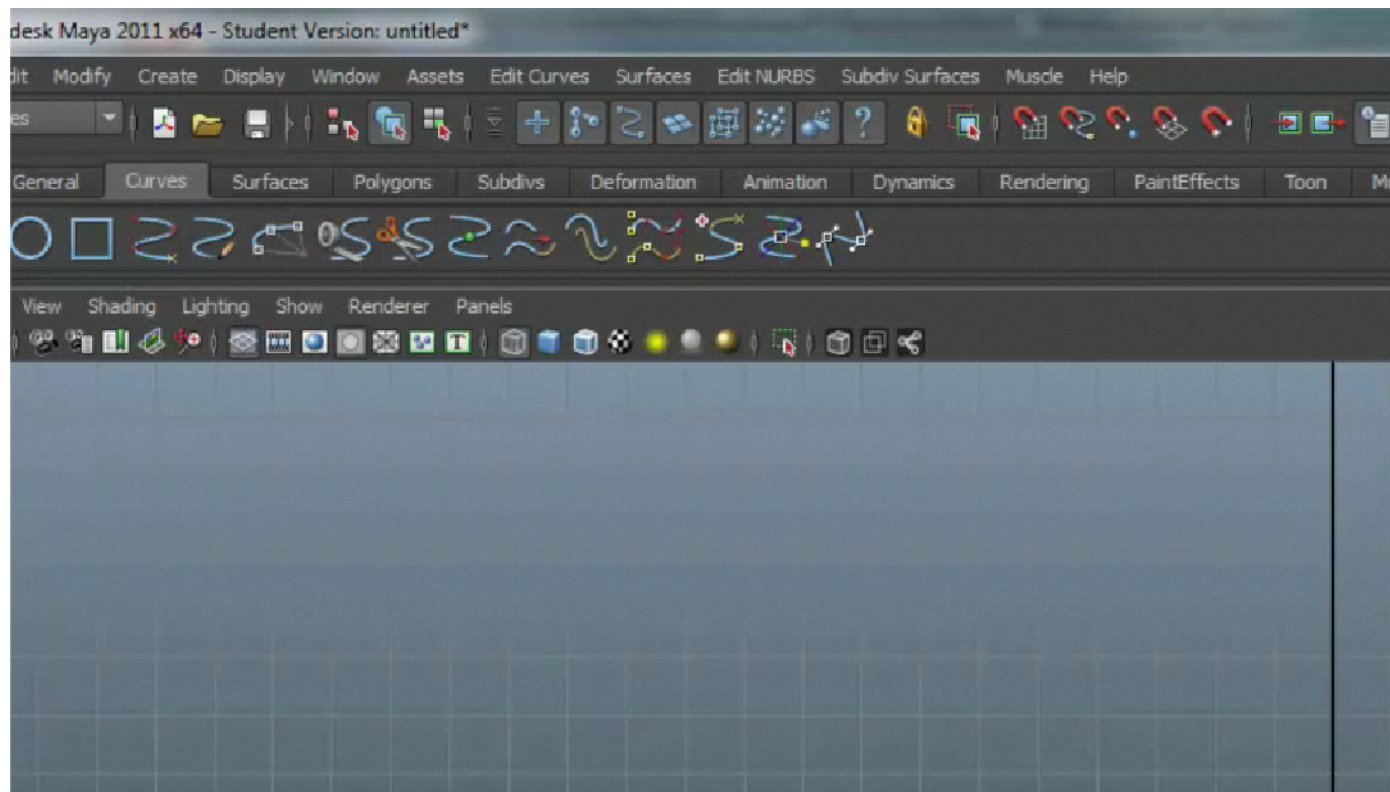 desk Maya 2011 x64 - Student Version: untitled*
dit Modify Create Display Window Assets Edit Curves Surfaces Edit NURBS Subdiv Surfaces Muscle Help
es
General Curves Surfaces Polygons Subdivs Deformation Animation Dynamics Rendering PaintEffects Toon M
View Shading Lighting Show Renderer Panels